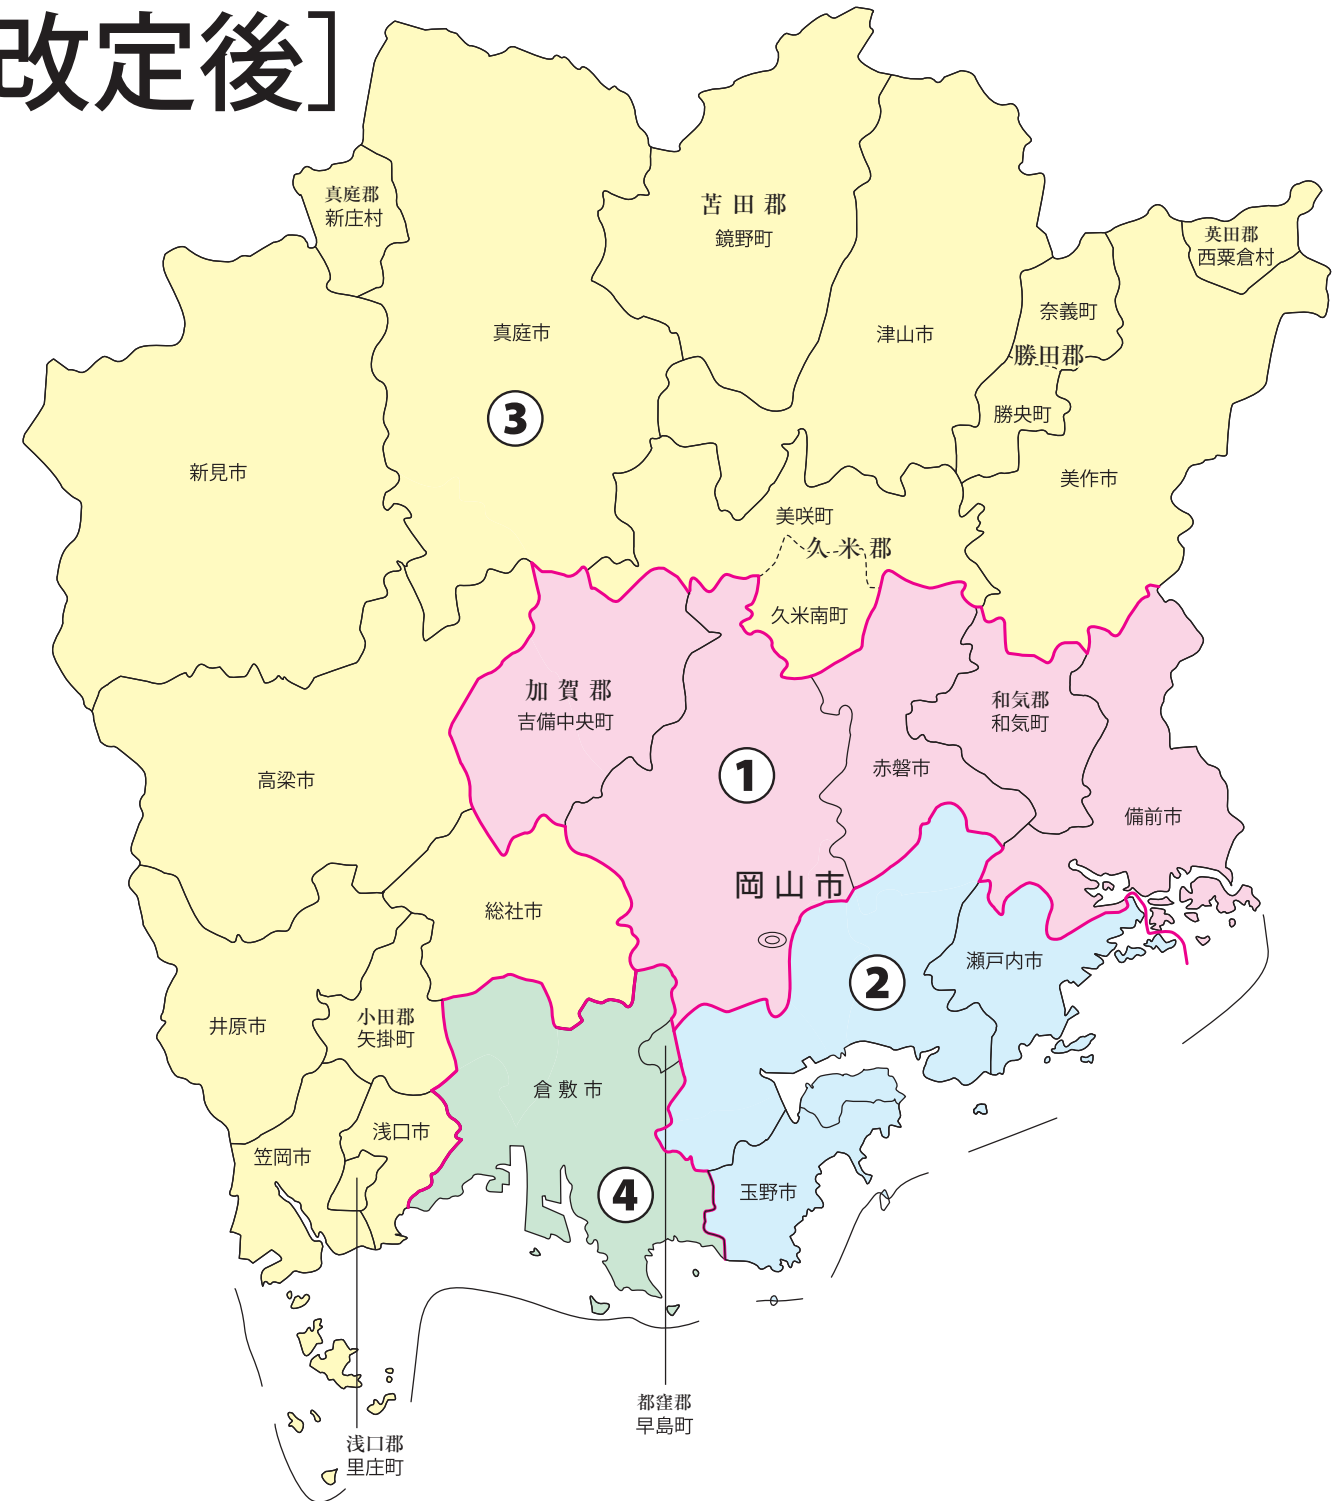 改定後］
真庭郡
新庄村
苫田郡
鏡野町
英田郡
西粟倉村
奈義町
真庭市
津山市
勝田郡
3
勝央町
新見市
美作市
美咲町
久米郡
久米南町
加賀郡
吉備中央町
和気郡
和気町
1
赤磐市
高梁市
備前市
岡山市
総社市
瀬戸内市
2
小田郡
矢掛町
井原市
倉敷市
浅口市
笠岡市
4
玉野市
都窪郡
早島町
浅口郡
里庄町